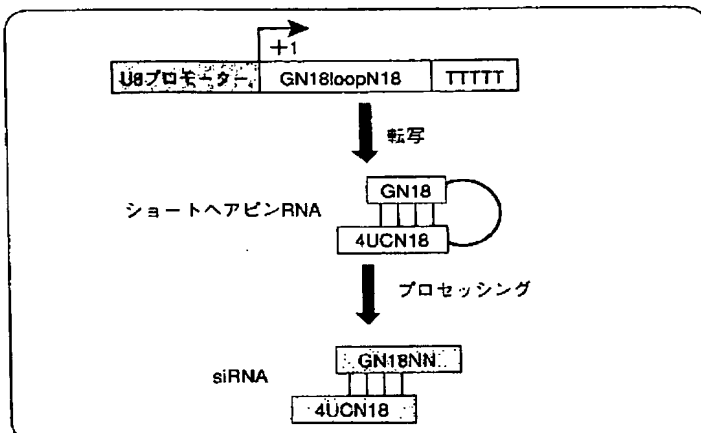 +1
U6プロモーター GN18loopN18 TTTTT
転写
GN18
ショートヘアピンRNA
4UCN18
プロセッシング
GN18NN
siRNA
4UCN18